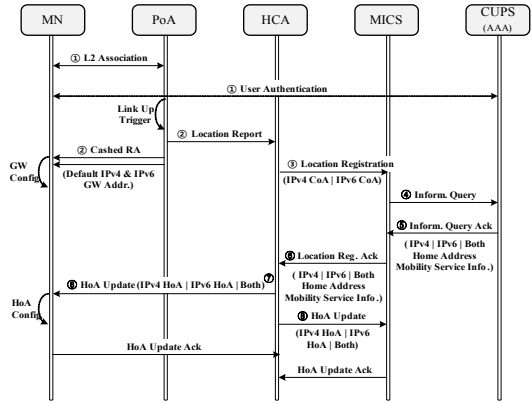 MN
PoA
HCA
MICS
CUPS
(AAA)
① L2 Association
① User Authentication
Link Up
Trigger
② Location Report
② Cashed RA
(Default IPv4 & IPv6
GW Addr.)
GW
Config
③ Location Registration
(IPv4 CoA | IPv6 CoA)
④ Inform. Query
⑤ Inform. Query Ack
( IPv4 | IPv6 | Both
Home Address
Mobility Service Info .)
⑥ Location Reg. Ack
( IPv4 | IPv6 | Both
Home Address
Mobility Service Info .)
⑦
⑧ HoA Update (IPv4 HoA | IPv6 HoA | Both)
HoA
Config
⑧ HoA Update
(IPv4 HoA | IPv6
HoA | Both)
HoA Update Ack
HoA Update Ack